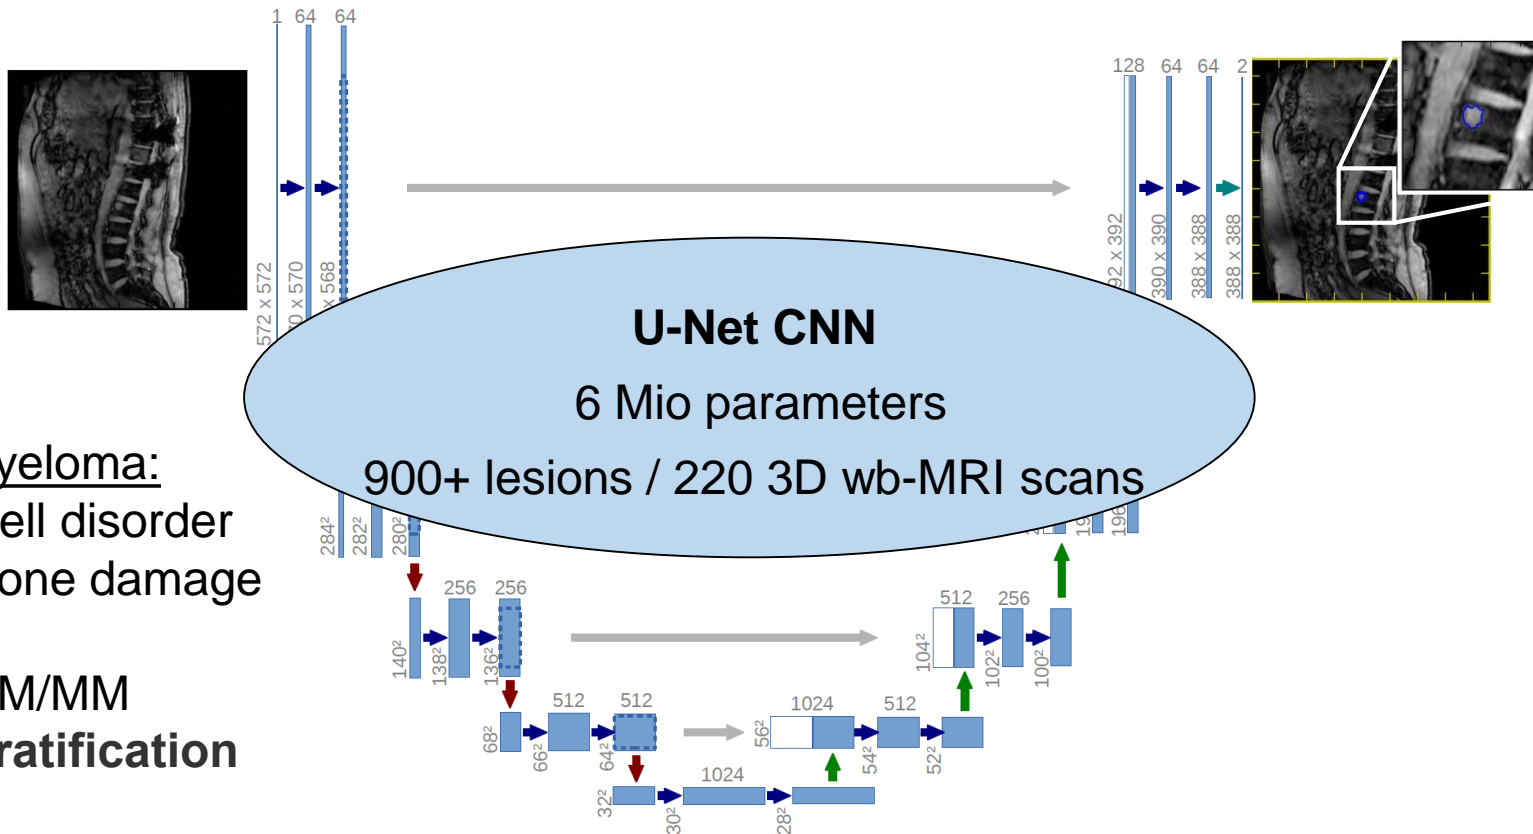 1 64 64
128 64 64 2
572 x 572
x 568
390 x 390
388 x 388
388 x 388
U-Net CNN
6 Mio parameters
900+ lesions / 220 3D wb-MRI scans
284²
282²
280²
ell disorder
one damage
M/MM
256 256
140²
138²
136²
512 256
104²
102²
100²
512 512
68²
66²
64²
1024 512
56²
54²
52²
1024
32²
30²
28²